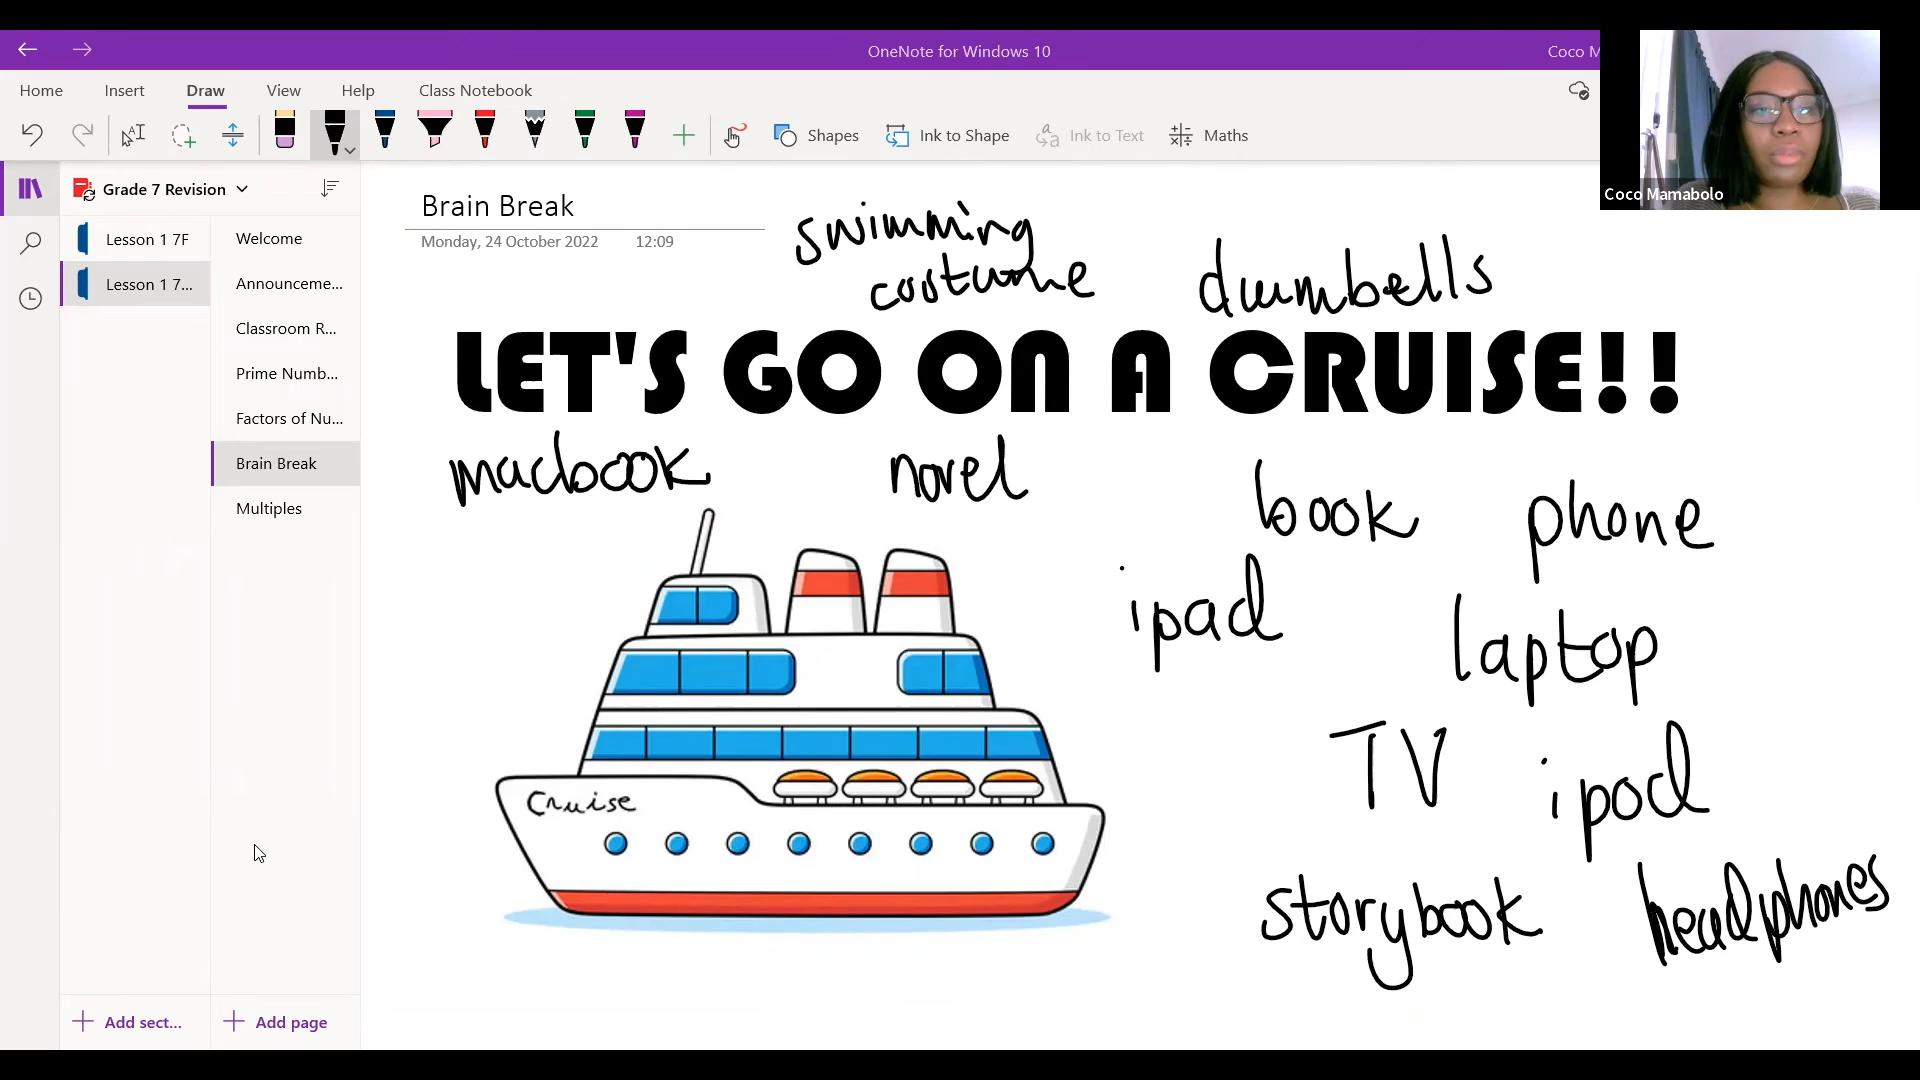 OneNote for Windows 10
Coco M
Home Insert Draw View Help Class Notebook
Shapes Ink to Shape Ink to Text Maths
Coco Mamabolo
Grade 7 Revision
Lesson 1 7F
Lesson 1 7...
Welcome
Announceme...
Classroom R...
Prime Numb...
Factors of Nu...
Brain Break
Multiples
Add sect...
Add page
Brain Break
Monday, 24 October 2022 12:09
swimming
costume
dumbells
LET'S GO ON A CRUISE!!
macbook
novel
book
phone
ipad
laptop
TV
ipod
storybook
headphones
Cruise